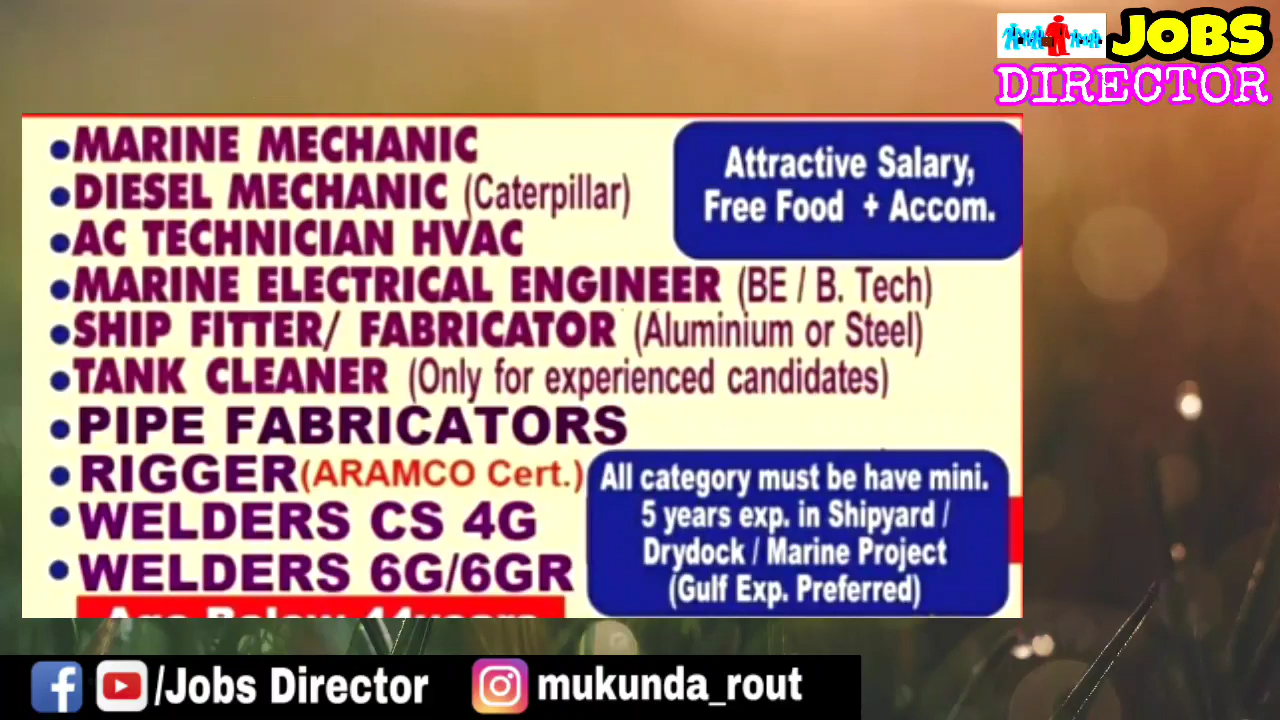 JOBS
DIRECTOR
•MARINE MECHANIC
•DIESEL MECHANIC (Caterpillar)
•AC TECHNICIAN HVAC
•MARINE ELECTRICAL ENGINEER (BE / B. Tech)
•SHIP FITTER/ FABRICATOR (Aluminium or Steel)
•TANK CLEANER (Only for experienced candidates)
•PIPE FABRICATORS
•RIGGER(ARAMCO Cert.)
•WELDERS CS 4G
•WELDERS 6G/6GR
Age Below 44years
Attractive Salary,
Free Food + Accom.
All category must be have mini.
5 years exp. in Shipyard /
Drydock / Marine Project
(Gulf Exp. Preferred)
/Jobs Director
mukunda_rout